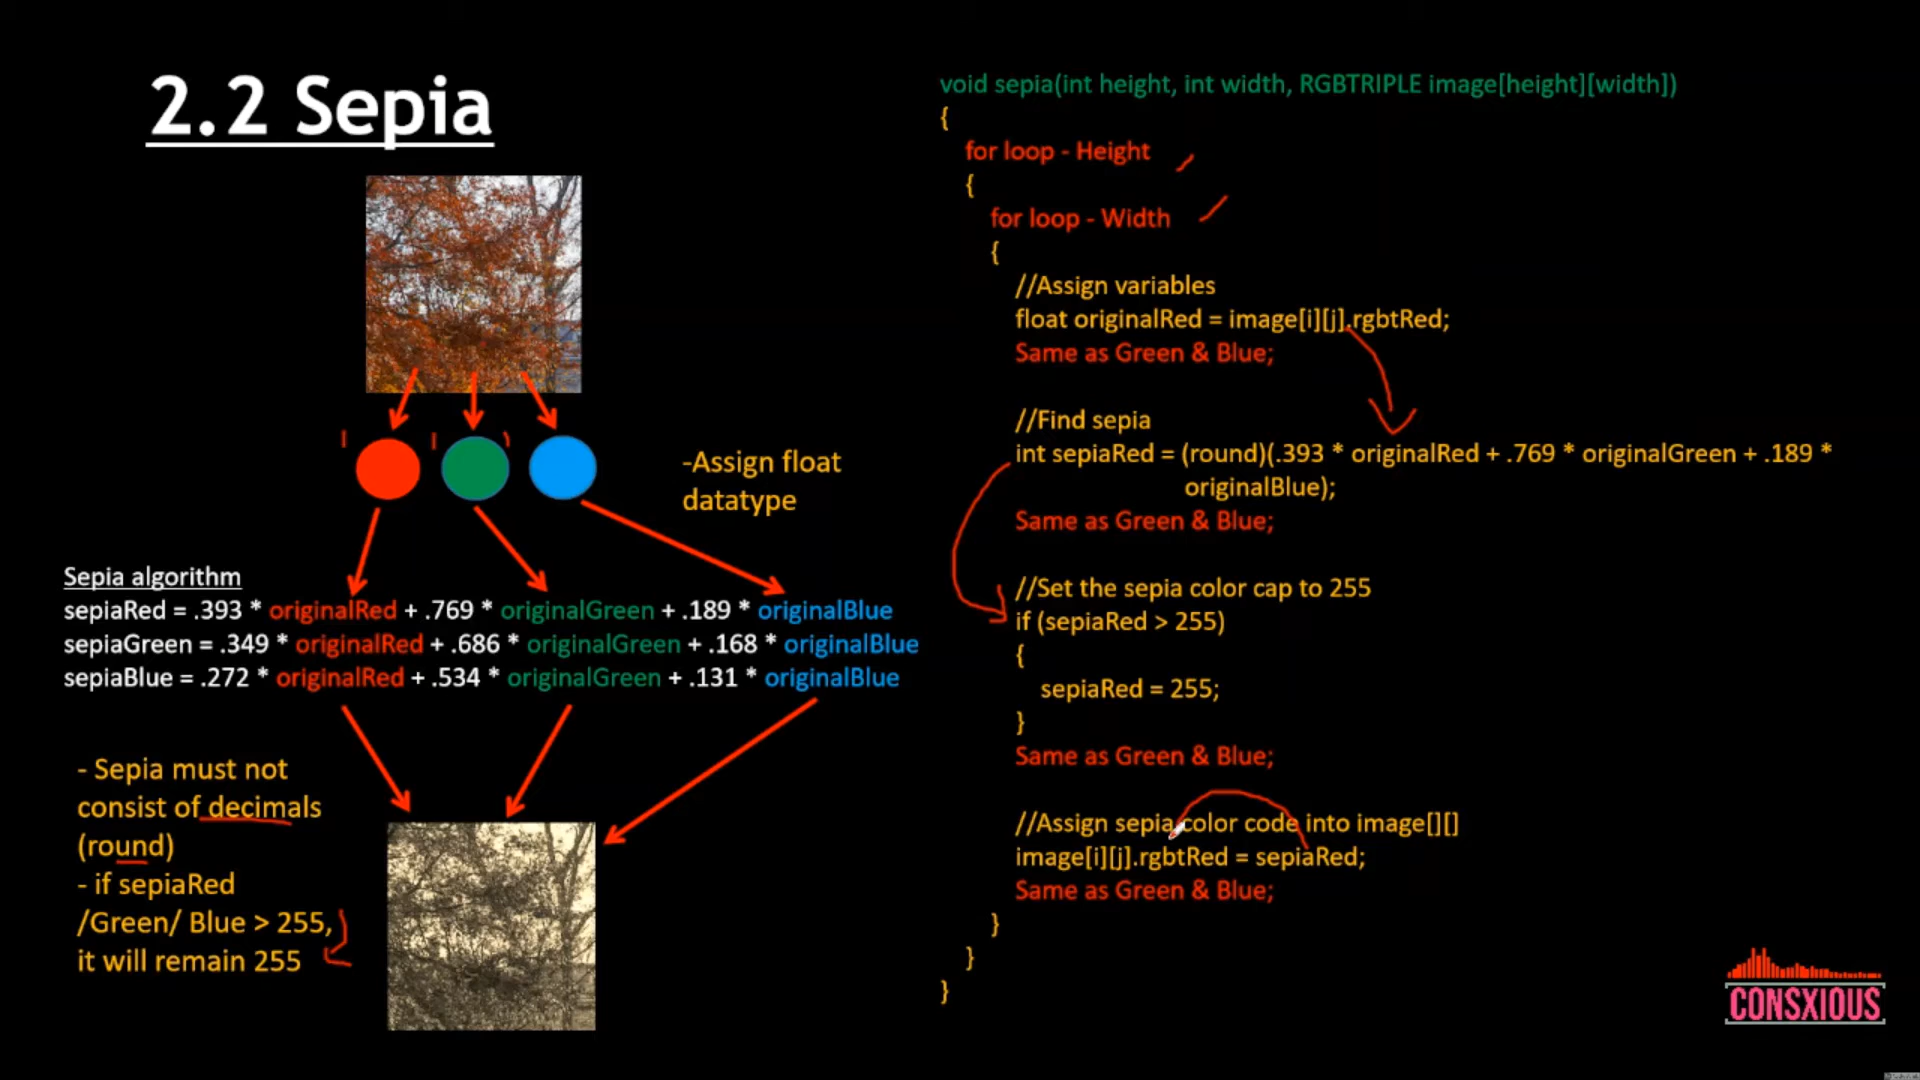 2.2 Sepia
-Assign float
datatype
Sepia algorithm
sepiaRed = .393 * originalRed + .769 * originalGreen + .189 * originalBlue
sepiaGreen = .349 * originalRed + .686 * originalGreen + .168 * originalBlue
sepiaBlue = .272 * originalRed + .534 * originalGreen + .131 * originalBlue
- Sepia must not
consist of decimals
(round)
- if sepiaRed
/Green/ Blue > 255,
it will remain 255
void sepia(int height, int width, RGBTRIPLE image[height][width])
{
for loop - Height
{
for loop - Width
{
//Assign variables
float originalRed = image[i][j].rgbtRed;
Same as Green & Blue;
//Find sepia
int sepiaRed = (round)(.393 * originalRed + .769 * originalGreen + .189 *
originalBlue);
Same as Green & Blue;
//Set the sepia color cap to 255
if (sepiaRed > 255)
{
sepiaRed = 255;
}
Same as Green & Blue;
//Assign sepia color code into image[][]
image[i][j].rgbtRed = sepiaRed;
Same as Green & Blue;
}
}
}
CONSXIOUS